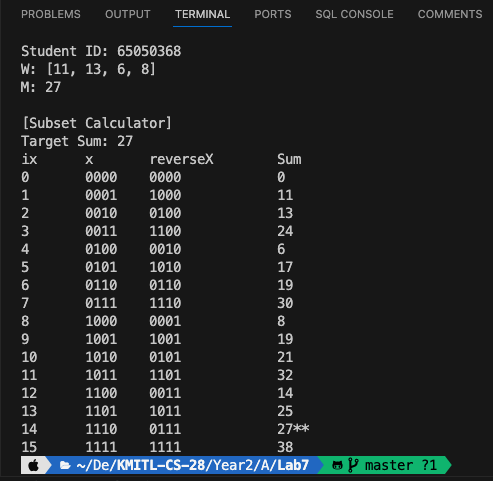 PROBLEMS OUTPUT TERMINAL PORTS SQL CONSOLE COMMENTS
Student ID: 65050368
W: [11, 13, 6, 8]
M: 27
[Subset Calculator]
Target Sum: 27
ix x reverseX Sum
0 0000 0000 0
1 0001 1000 11
2 0010 0100 13
3 0011 1100 24
4 0100 0010 6
5 0101 1010 17
6 0110 0110 19
7 0111 1110 30
8 1000 0001 8
9 1001 1001 19
10 1010 0101 21
11 1011 1101 32
12 1100 0011 14
13 1101 1011 25
14 1110 0111 27**
15 1111 1111 38
~/De/KMITL-CS-28/Year2/A/Lab7 master ?1